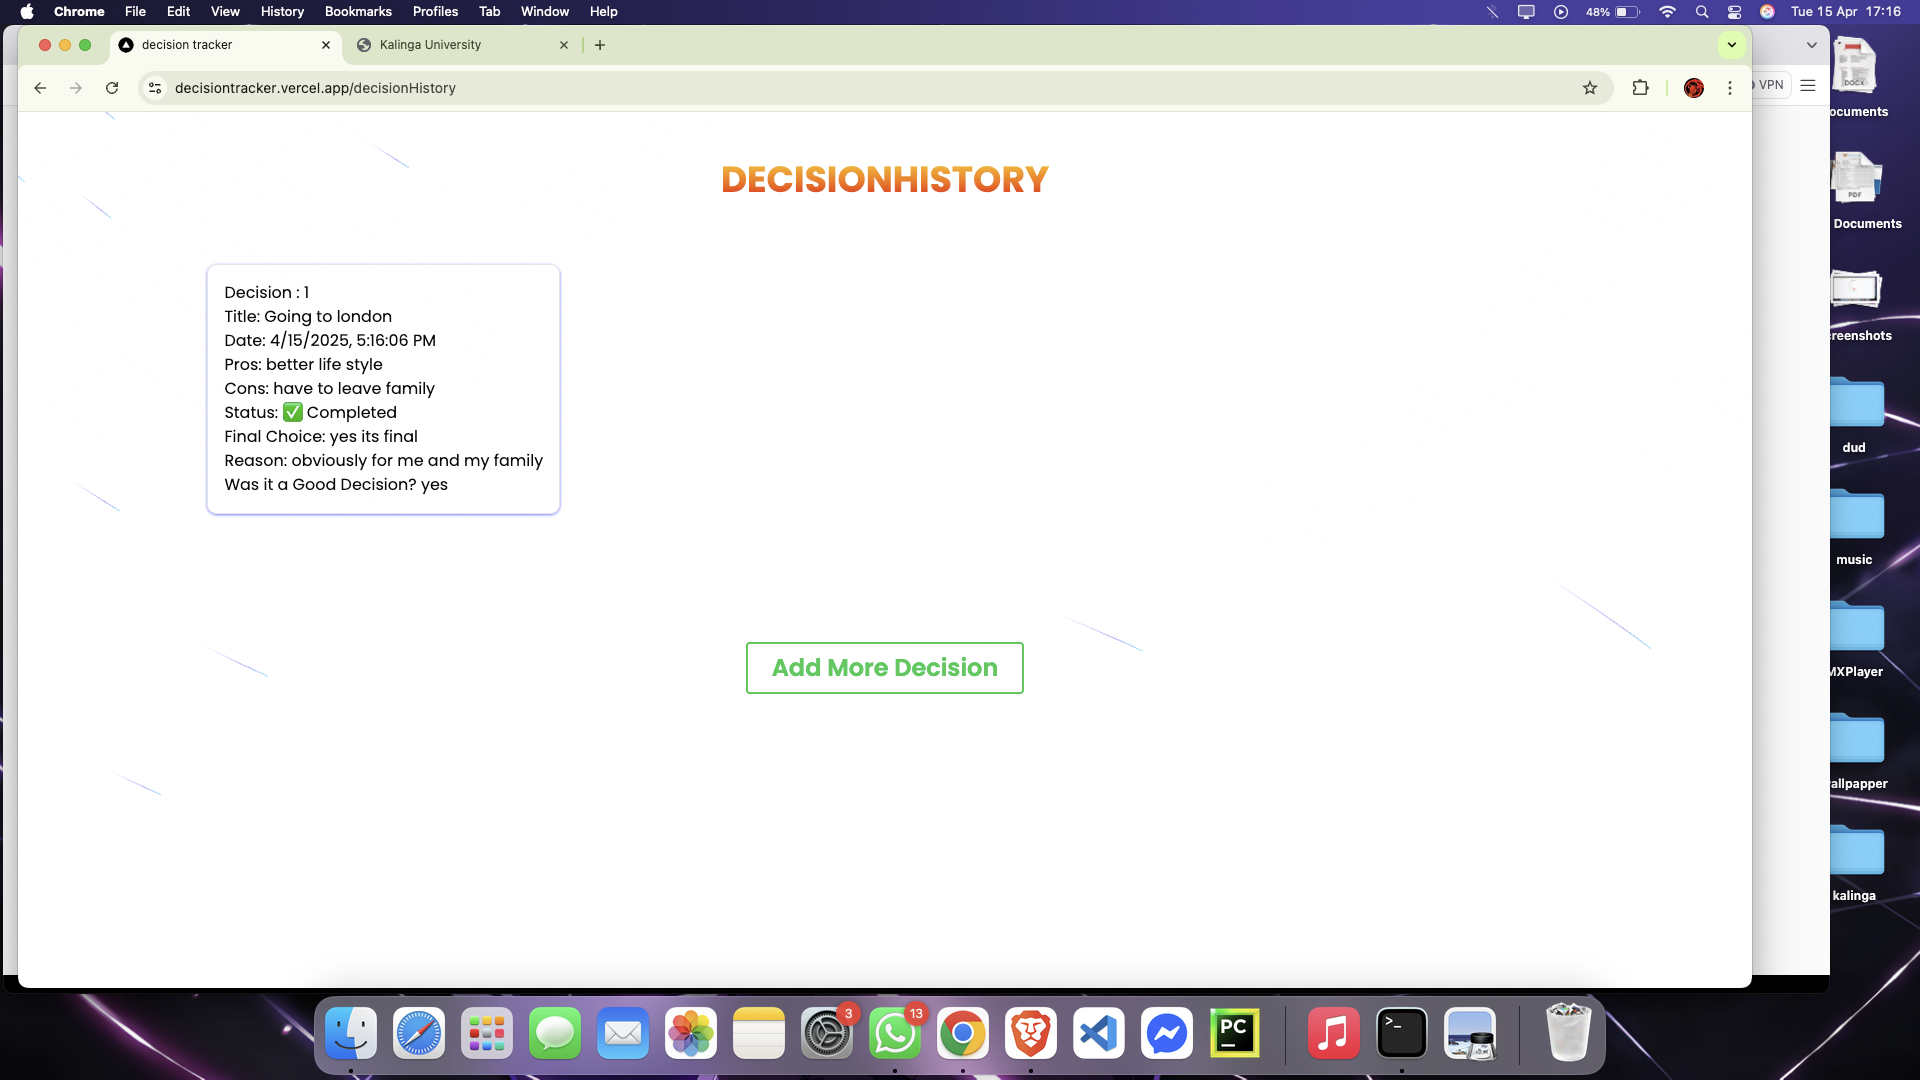 Chrome File Edit View History Bookmarks Profiles Tab Window Help 48% Tue 15 Apr 17:16
decision tracker Kalinga University
decisiontracker.vercel.app/decisionHistory
VPN
DECISIONHISTORY
Decision : 1
Title: Going to london
Date: 4/15/2025, 5:16:06 PM
Pros: better life style
Cons: have to leave family
Status: ✅ Completed
Final Choice: yes its final
Reason: obviously for me and my family
Was it a Good Decision? yes
Add More Decision
DOCX
ocuments
PDF
Documents
reenshots
dud
music
MXPlayer
allpapper
kalinga
3
13
PC
>_